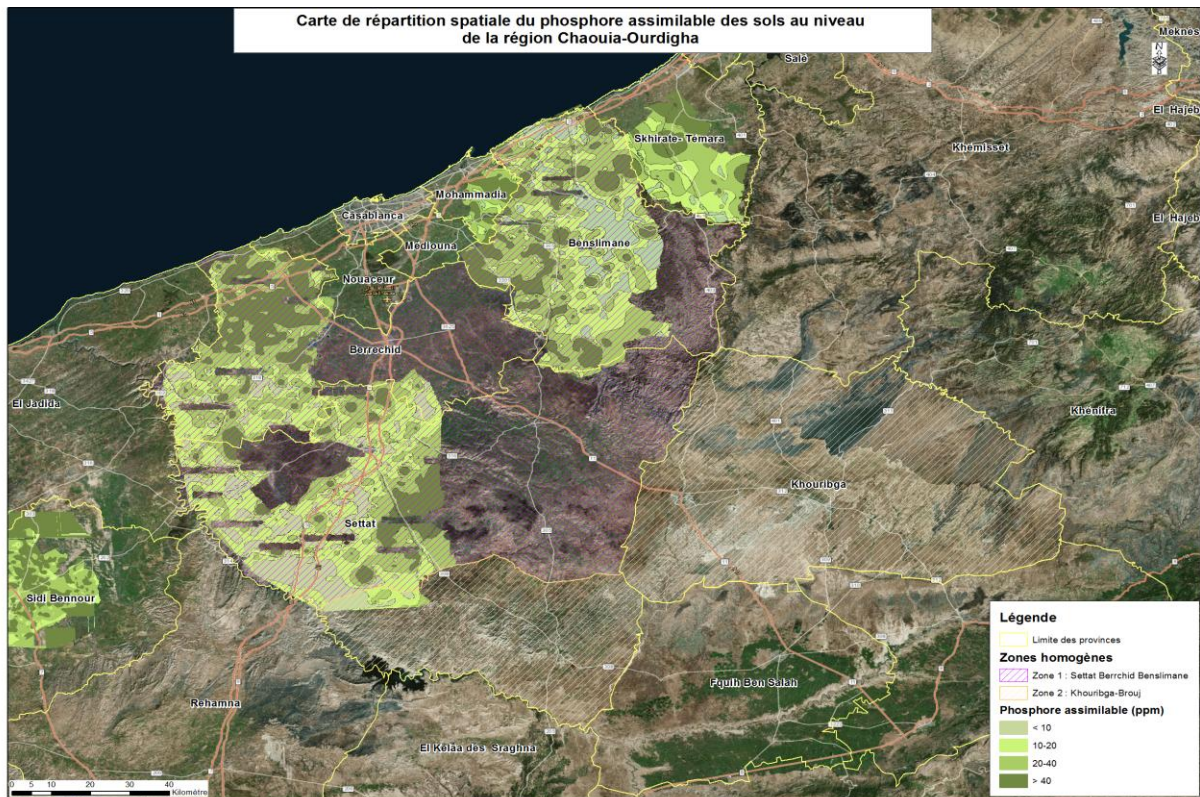 Carte de répartition spatiale du phosphore assimilable des sols au niveau
de la région Chaouia-Ourdigha
Meknes
Salé
N
El Hajeb
Skhirate- Témara
Khemisset
Mohammadia
Casablanca
El Hajeb
Benslimane
Mediouna
Nouaceur
Berrechid
El Jadida
Khenifra
Khouribga
Settat
Sidi Bennour
Fquih Ben Salah
Rehamna
El Kelâa des Sraghna
Légende
Limite des provinces
Zones homogènes
Zone 1 : Settat Berrchid Benslimane
Zone 2 : Khouribga-Brouj
Phosphore assimilable (ppm)
< 10
10-20
20-40
> 40
0 5 10 20 30 40
Kilomètre